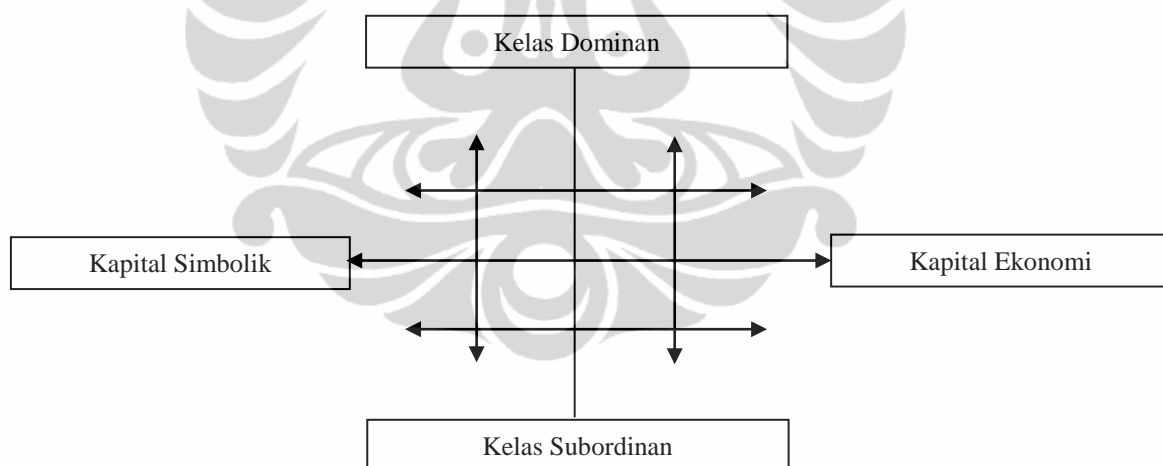 Kelas Dominan
Kapital Simbolik
Kapital Ekonomi
Kelas Subordinan